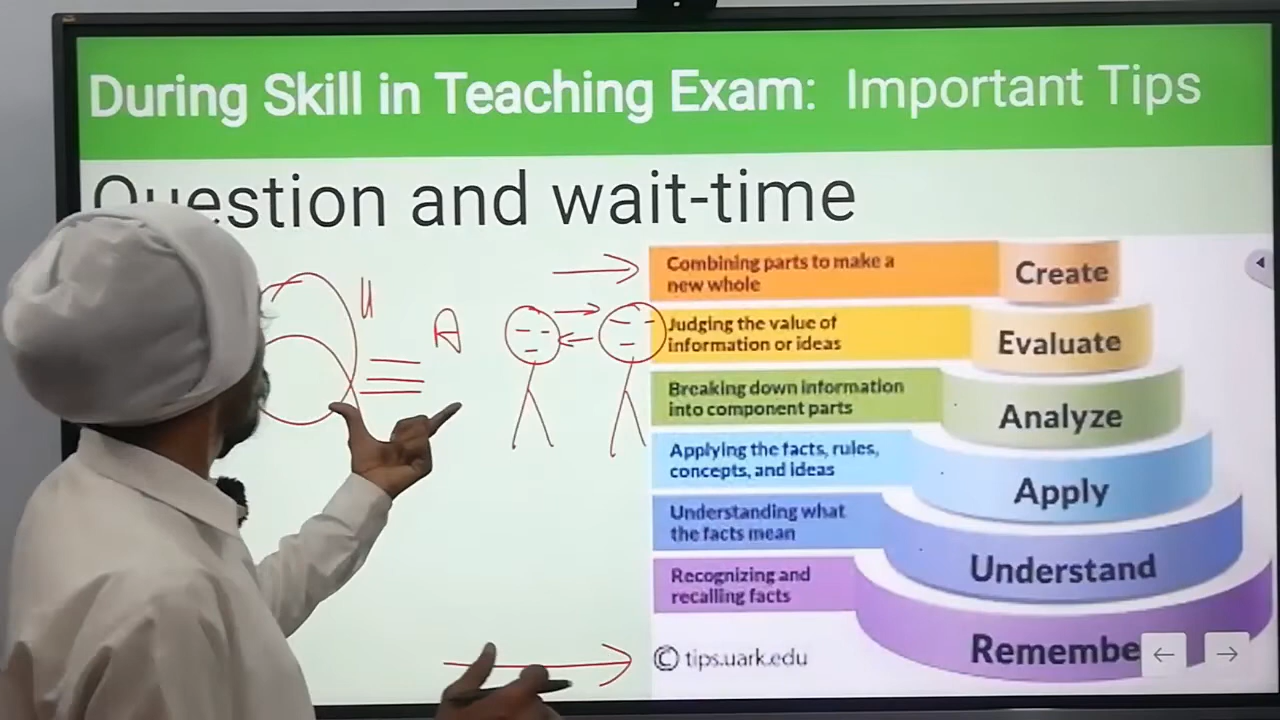 During Skill in Teaching Exam: Important Tips
Question and wait-time
A
Combining parts to make a
new whole
Create
Judging the value of
information or ideas
Evaluate
Breaking down information
into component parts
Analyze
Applying the facts, rules,
concepts, and ideas
Apply
Understanding what
the facts mean
Understand
Recognizing and
recalling facts
Remembe
© tips.uark.edu